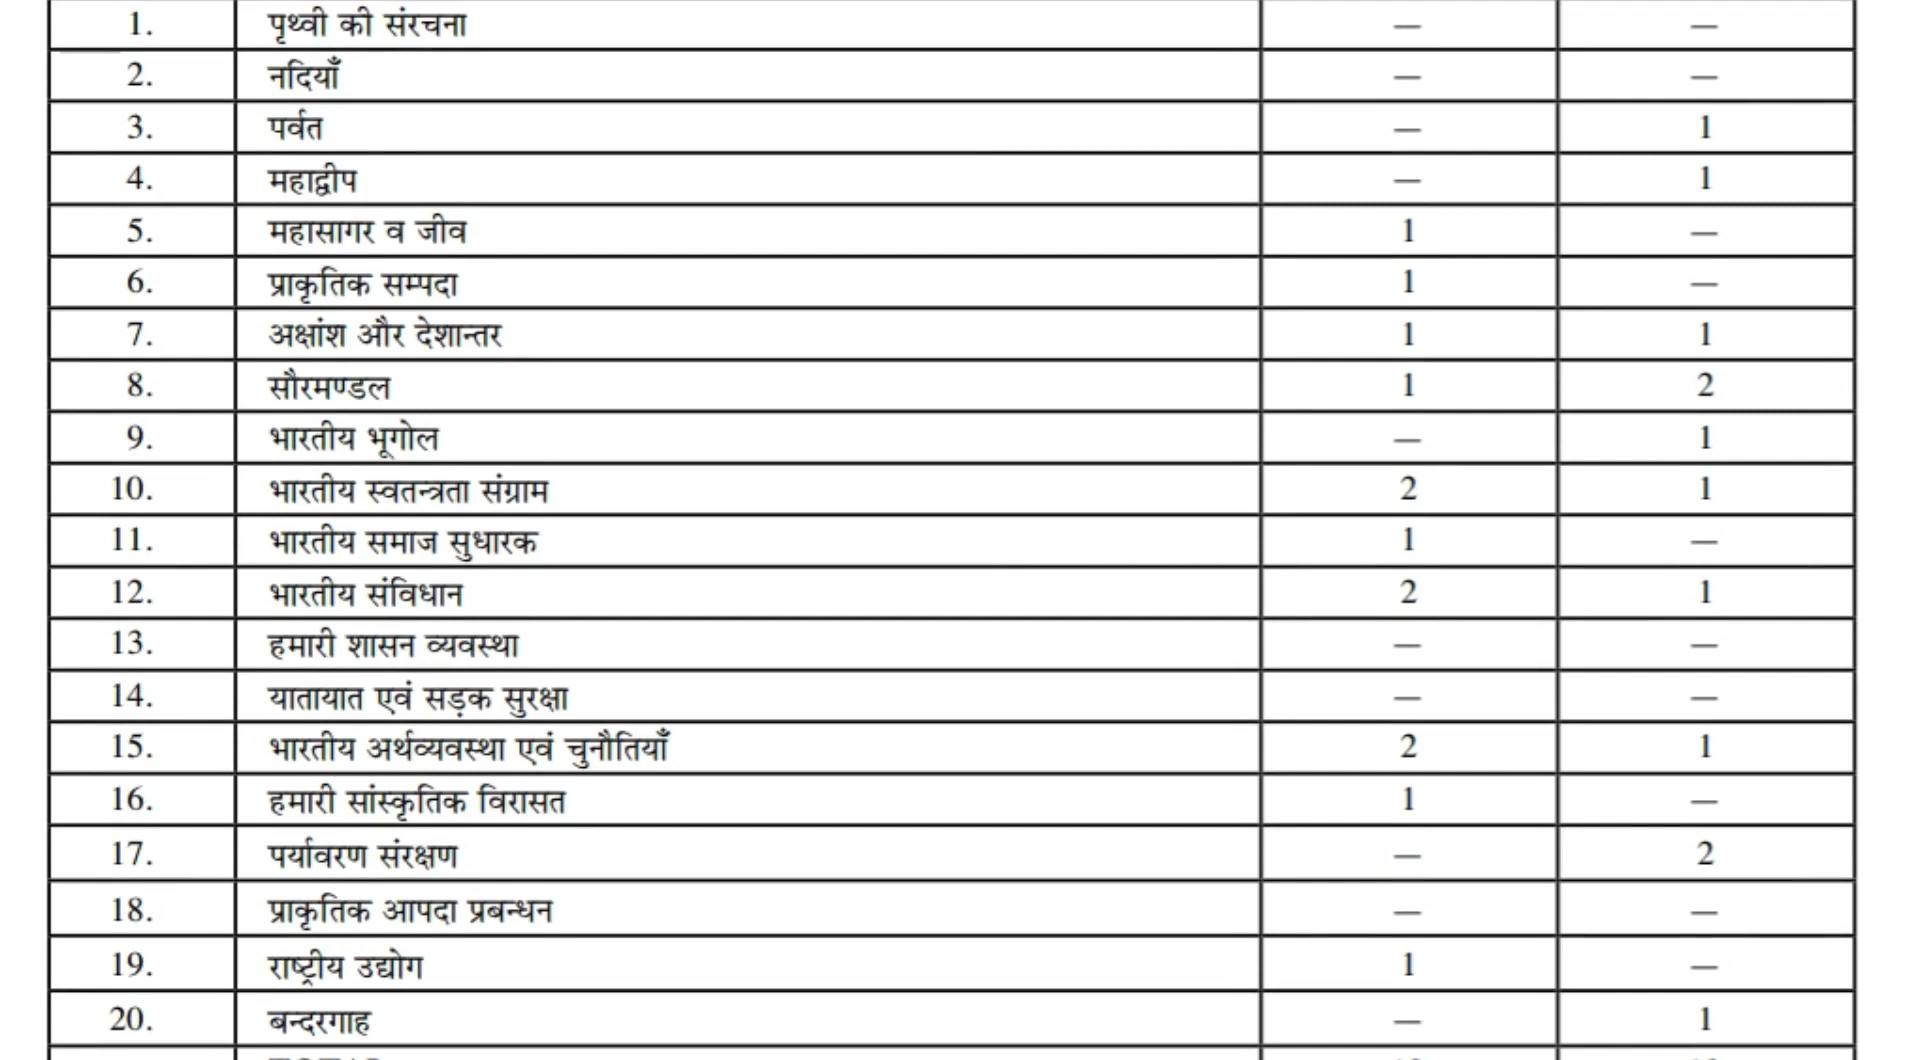 1. पृथ्वी की संरचना — —
2. नदियाँ — —
3. पर्वत — 1
4. महाद्वीप — 1
5. महासागर व जीव 1 —
6. प्राकृतिक सम्पदा 1 —
7. अक्षांश और देशान्तर 1 1
8. सौरमण्डल 1 2
9. भारतीय भूगोल — 1
10. भारतीय स्वतन्त्रता संग्राम 2 1
11. भारतीय समाज सुधारक 1 —
12. भारतीय संविधान 2 1
13. हमारी शासन व्यवस्था — —
14. यातायात एवं सड़क सुरक्षा — —
15. भारतीय अर्थव्यवस्था एवं चुनौतियाँ 2 1
16. हमारी सांस्कृतिक विरासत 1 —
17. पर्यावरण संरक्षण — 2
18. प्राकृतिक आपदा प्रबन्धन — —
19. राष्ट्रीय उद्योग 1 —
20. बन्दरगाह — 1